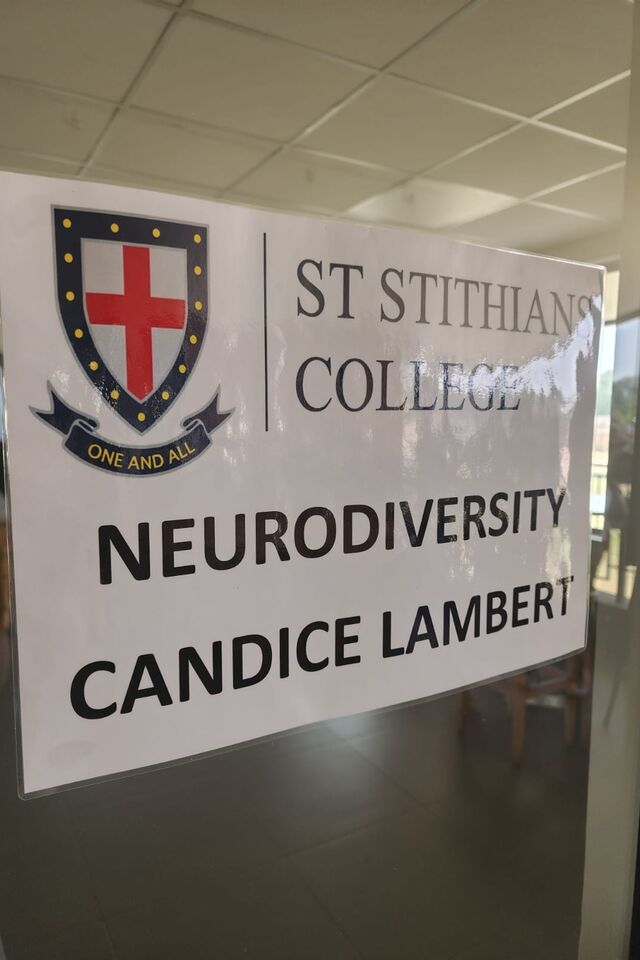 ST STITHIANS
COLLEGE
ONE AND ALL
NEURODIVERSITY
CANDICE LAMBERT